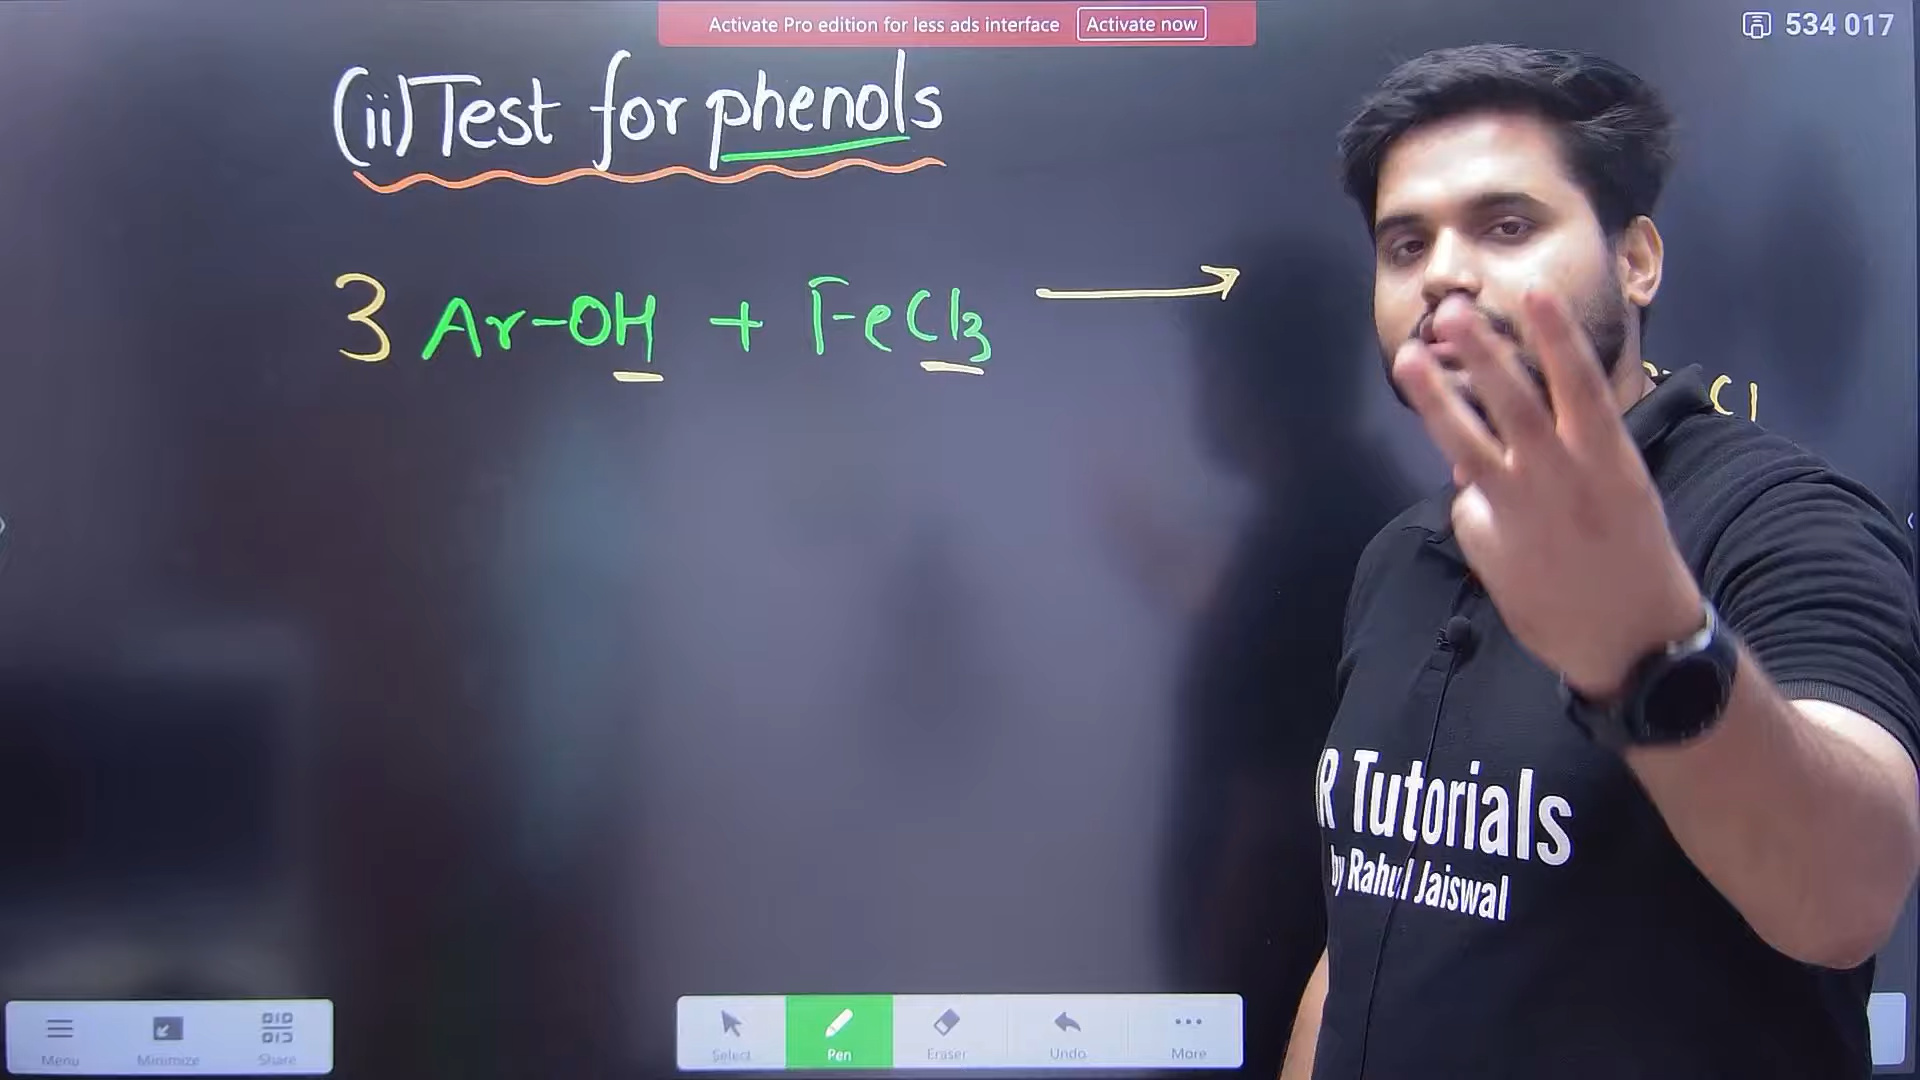 Activate Pro edition for less ads interface Activate now
534 017
(ii) Test for phenols
3 Ar-OH + FeCl3 ⟶
Cl
R Tutorials
by Rahul Jaiswal
Menu Minimize Share
Select Pen Eraser Undo More